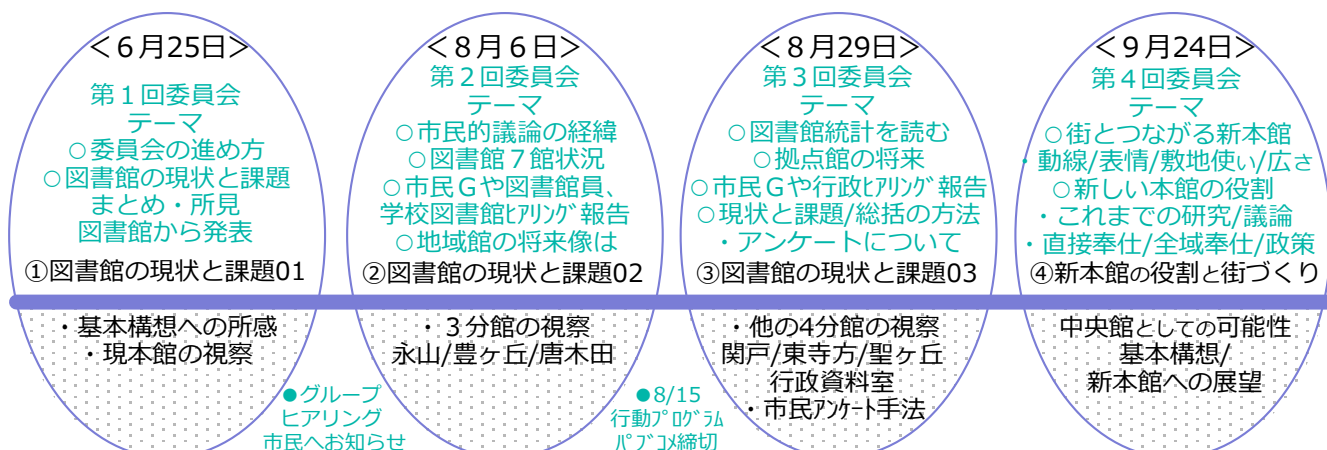 ＜６月25日＞
第１回委員会
テーマ
○委員会の進め方
○図書館の現状と課題
まとめ・所見
図書館から発表
①図書館の現状と課題01
・基本構想への所感
・現本館の視察
●グループ
ヒアリング
市民へお知らせ
＜８月６日＞
第２回委員会
テーマ
○市民的議論の経緯
○図書館７館状況
○市民Ｇや図書館員、
学校図書館ﾋｱﾘﾝｸﾞ報告
○地域館の将来像は
②図書館の現状と課題02
・３分館の視察
永山/豊ヶ丘/唐木田
●8/15
行動ﾌﾟﾛｸﾞﾗﾑ
ﾊﾟﾌﾞｺﾒ締切
＜８月29日＞
第３回委員会
テーマ
○図書館統計を読む
○拠点館の将来
○市民Ｇや行政ﾋｱﾘﾝｸﾞ報告
○現状と課題/総括の方法
・アンケートについて
③図書館の現状と課題03
・他の4分館の視察
関戸/東寺方/聖ヶ丘
行政資料室
・市民ｱﾝｹｰﾄ手法
＜９月24日＞
第４回委員会
テーマ
○街とつながる新本館
・動線/表情/敷地使い/広さ
○新しい本館の役割
・これまでの研究/議論
・直接奉仕/全域奉仕/政策
④新本館の役割と街づくり
中央館としての可能性
基本構想/
新本館への展望